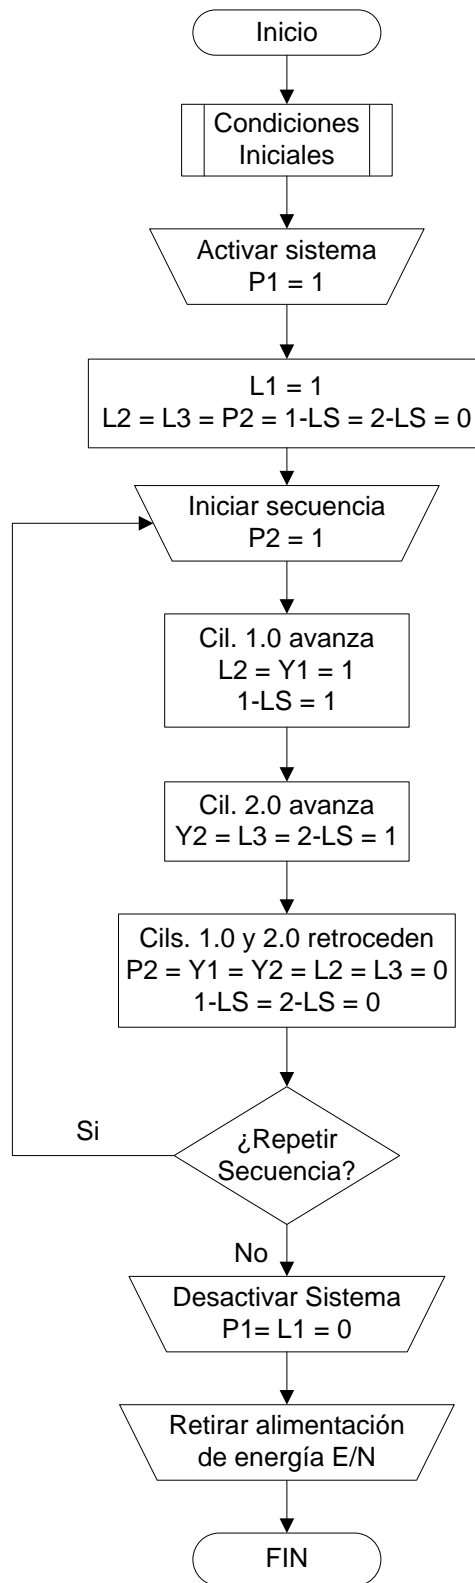 Inicio
Condiciones
Iniciales
Activar sistema
P1 = 1
L1 = 1
L2 = L3 = P2 = 1-LS = 2-LS = 0
Iniciar secuencia
P2 = 1
Cil. 1.0 avanza
L2 = Y1 = 1
1-LS = 1
Cil. 2.0 avanza
Y2 = L3 = 2-LS = 1
Cils. 1.0 y 2.0 retroceden
P2 = Y1 = Y2 = L2 = L3 = 0
1-LS = 2-LS = 0
Si
¿Repetir
Secuencia?
No
Desactivar Sistema
P1= L1 = 0
Retirar alimentación
de energía E/N
FIN